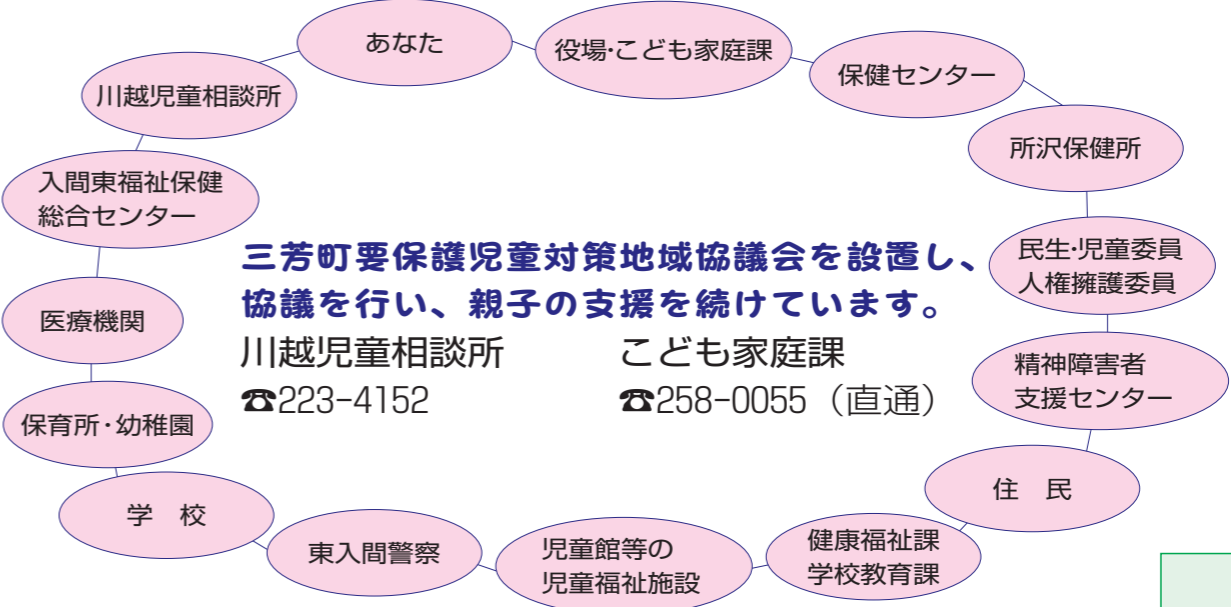 あなた
役場・こども家庭課
保健センター
所沢保健所
民生・児童委員
人権擁護委員
精神障害者
支援センター
住　民
健康福祉課
学校教育課
児童館等の
児童福祉施設
東入間警察
学　校
保育所・幼稚園
医療機関
入間東福祉保健
総合センター
川越児童相談所
三芳町要保護児童対策地域協議会を設置し、
協議を行い、親子の支援を続けています。
川越児童相談所　こども家庭課
☎223-4152　☎258-0055（直通）